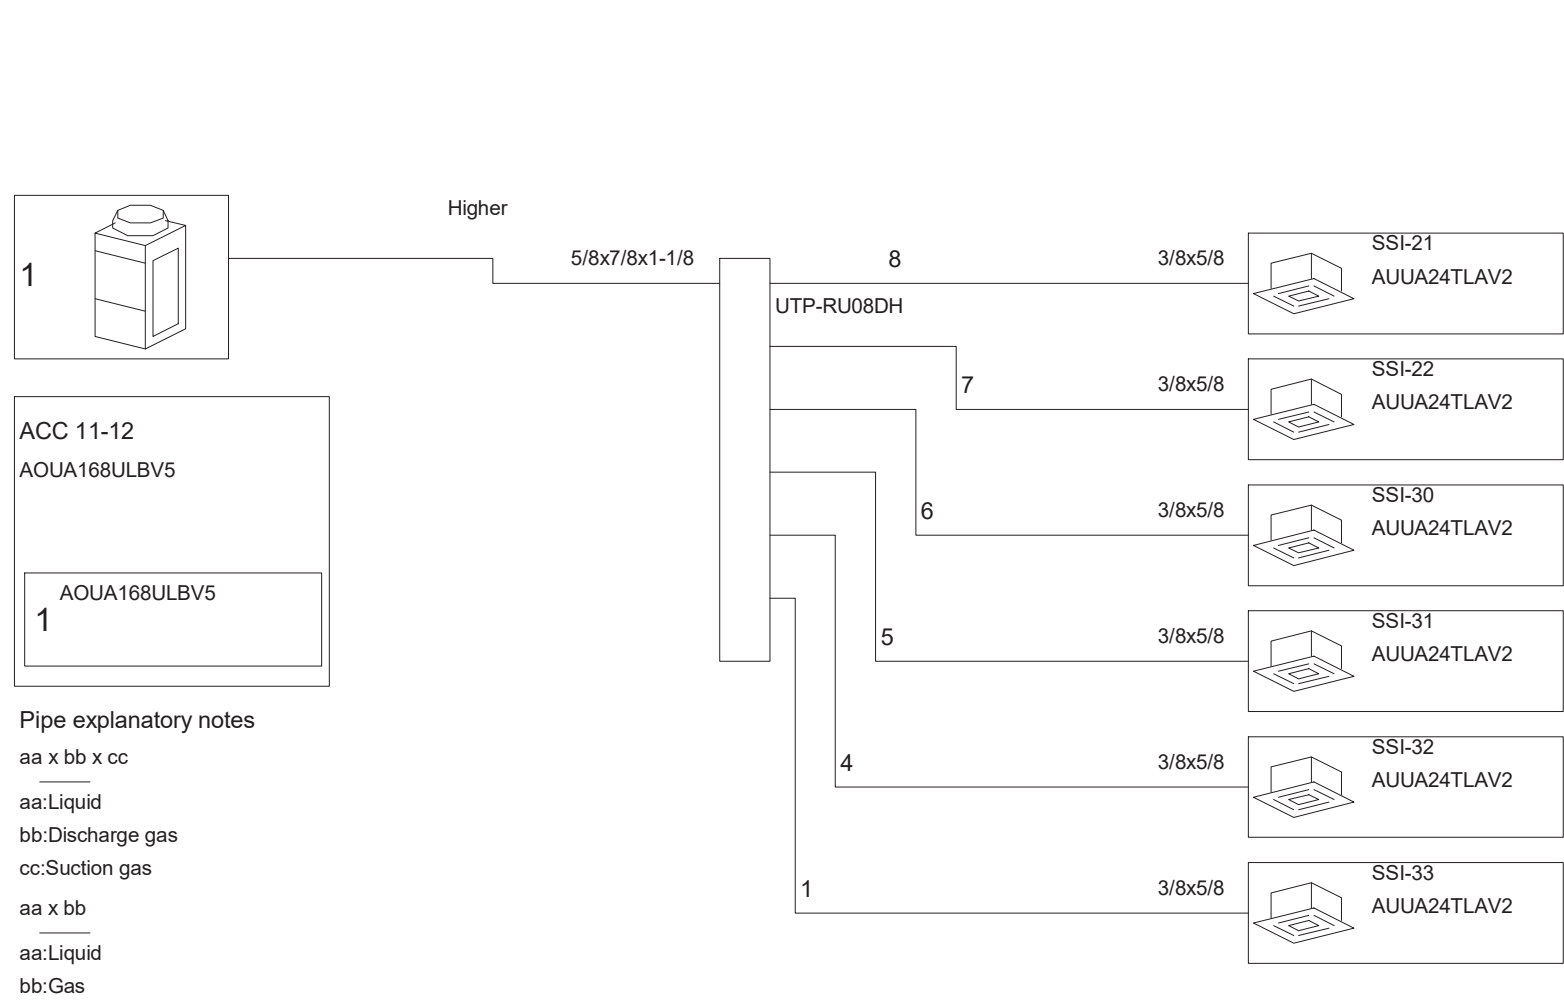 Higher
1
5/8x7/8x1-1/8
8
3/8x5/8
SSI-21
AUUA24TLAV2
UTP-RU08DH
7
3/8x5/8
SSI-22
AUUA24TLAV2
ACC 11-12
AOUA168ULBV5
6
3/8x5/8
SSI-30
AUUA24TLAV2
AOUA168ULBV5
1
5
3/8x5/8
SSI-31
AUUA24TLAV2
4
3/8x5/8
SSI-32
AUUA24TLAV2
1
3/8x5/8
SSI-33
AUUA24TLAV2
Pipe explanatory notes
aa x bb x cc
aa:Liquid
bb:Discharge gas
cc:Suction gas
aa x bb
aa:Liquid
bb:Gas